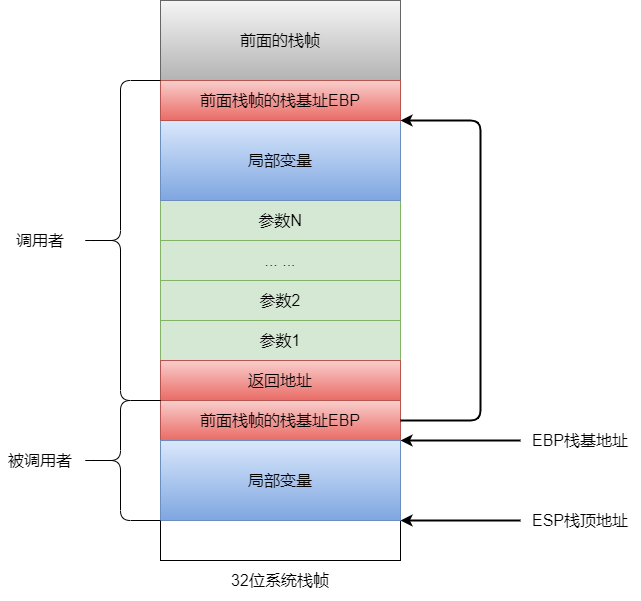 前面的栈帧
前面栈帧的栈基址EBP
局部变量
参数N
... ...
参数2
参数1
返回地址
前面栈帧的栈基址EBP
局部变量
调用者
被调用者
EBP栈基地址
ESP栈顶地址
32位系统栈帧